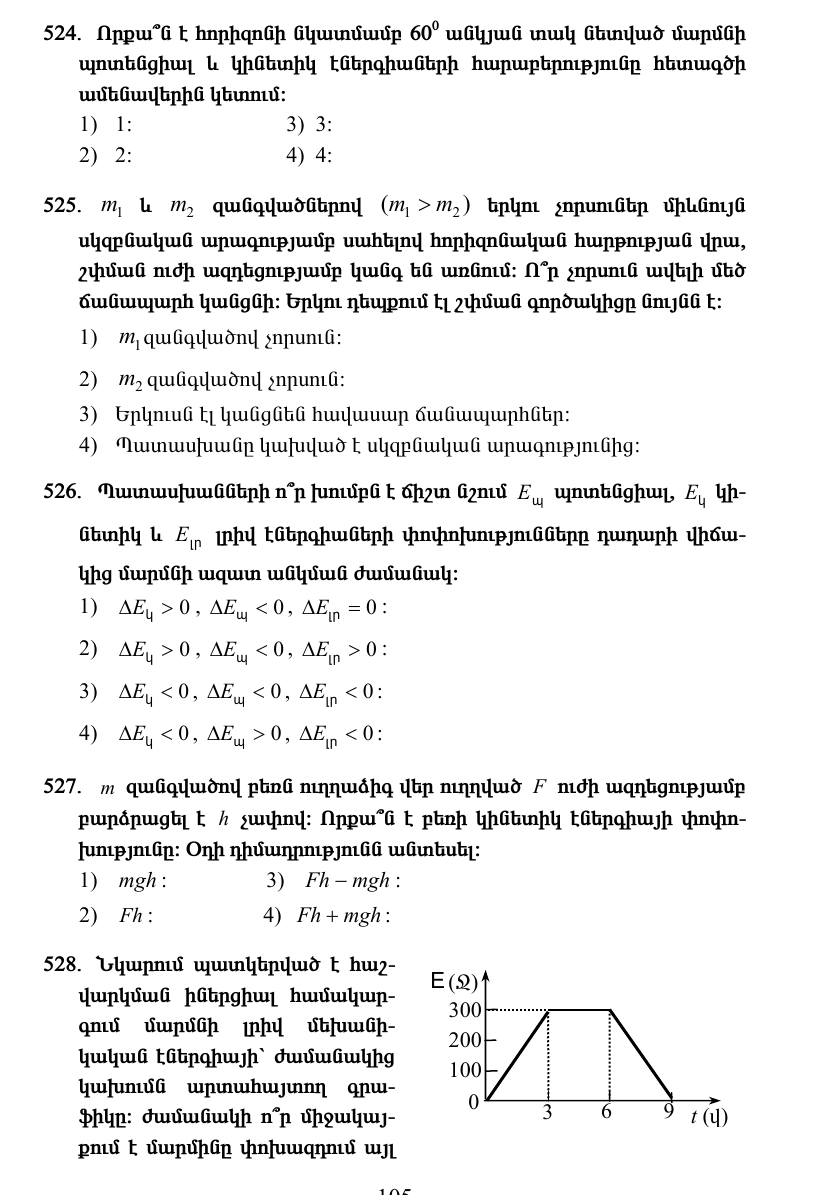 524. Որքա՞ն է հորիզոնի նկատմամբ 60⁰ անկյան տակ նետված մարմնի
պոտենցիալ և կինետիկ էներգիաների հարաբերությունը հետագծի
ամենավերին կետում:
1) 1: 3) 3:
2) 2: 4) 4:
525. m₁ և m₂ զանգվածներով (m₁ > m₂) երկու չորսուներ միևնույն
սկզբնական արագությամբ սահելով հորիզոնական հարթության վրա,
շփման ուժի ազդեցությամբ կանգ են առնում: Ո՞ր չորսուն ավելի մեծ
ճանապարհ կանցնի: Երկու դեպքում էլ շփման գործակիցը նույնն է:
1) m₁ զանգվածով չորսուն:
2) m₂ զանգվածով չորսուն:
3) Երկուսն էլ կանցնեն հավասար ճանապարհներ:
4) Պատասխանը կախված է սկզբնական արագությունից:
526. Պատասխանների ո՞ր խումբն է ճիշտ նշում Eպ պոտենցիալ, Eկ կի-
նետիկ և Eլր լրիվ էներգիաների փոփոխությունները դադարի վիճա-
կից մարմնի ազատ անկման ժամանակ:
1) ΔEկ > 0, ΔEպ < 0, ΔEլր = 0:
2) ΔEկ > 0, ΔEպ < 0, ΔEլր > 0:
3) ΔEկ < 0, ΔEպ < 0, ΔEլր < 0:
4) ΔEկ < 0, ΔEպ > 0, ΔEլր < 0:
527. m զանգվածով բեռն ուղղաձիգ վեր ուղղված F ուժի ազդեցությամբ
բարձրացել է h չափով: Որքա՞ն է բեռի կինետիկ էներգիայի փոփո-
խությունը: Օդի դիմադրությունն անտեսել:
1) mgh: 3) Fh − mgh:
2) Fh: 4) Fh + mgh:
528. Նկարում պատկերված է հաշ-
վարկման իներցիալ համակար-
գում մարմնի լրիվ մեխանի-
կական էներգիայի՝ ժամանակից
կախումն արտահայտող գրա-
ֆիկը: Ժամանակի ո՞ր միջակայ-
քում է մարմինը փոխազդում այլ
E (Ջ)
300
200
100
0
3 6 9 t (վ)